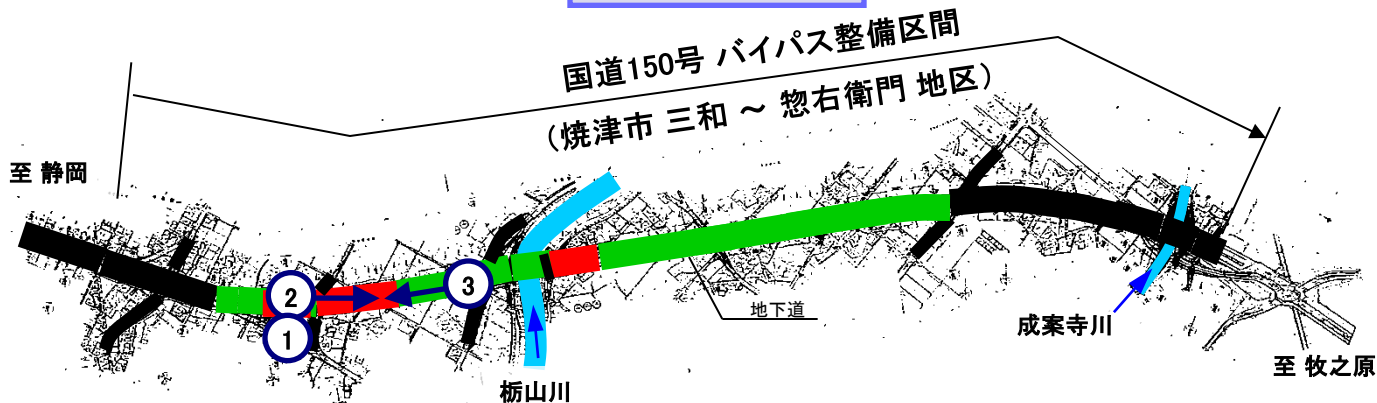 国道150号 バイパス整備区間
（焼津市 三和 ～ 惣右衛門 地区）
至 静岡
②
①
③
地下道
栃山川
成案寺川
至 牧之原